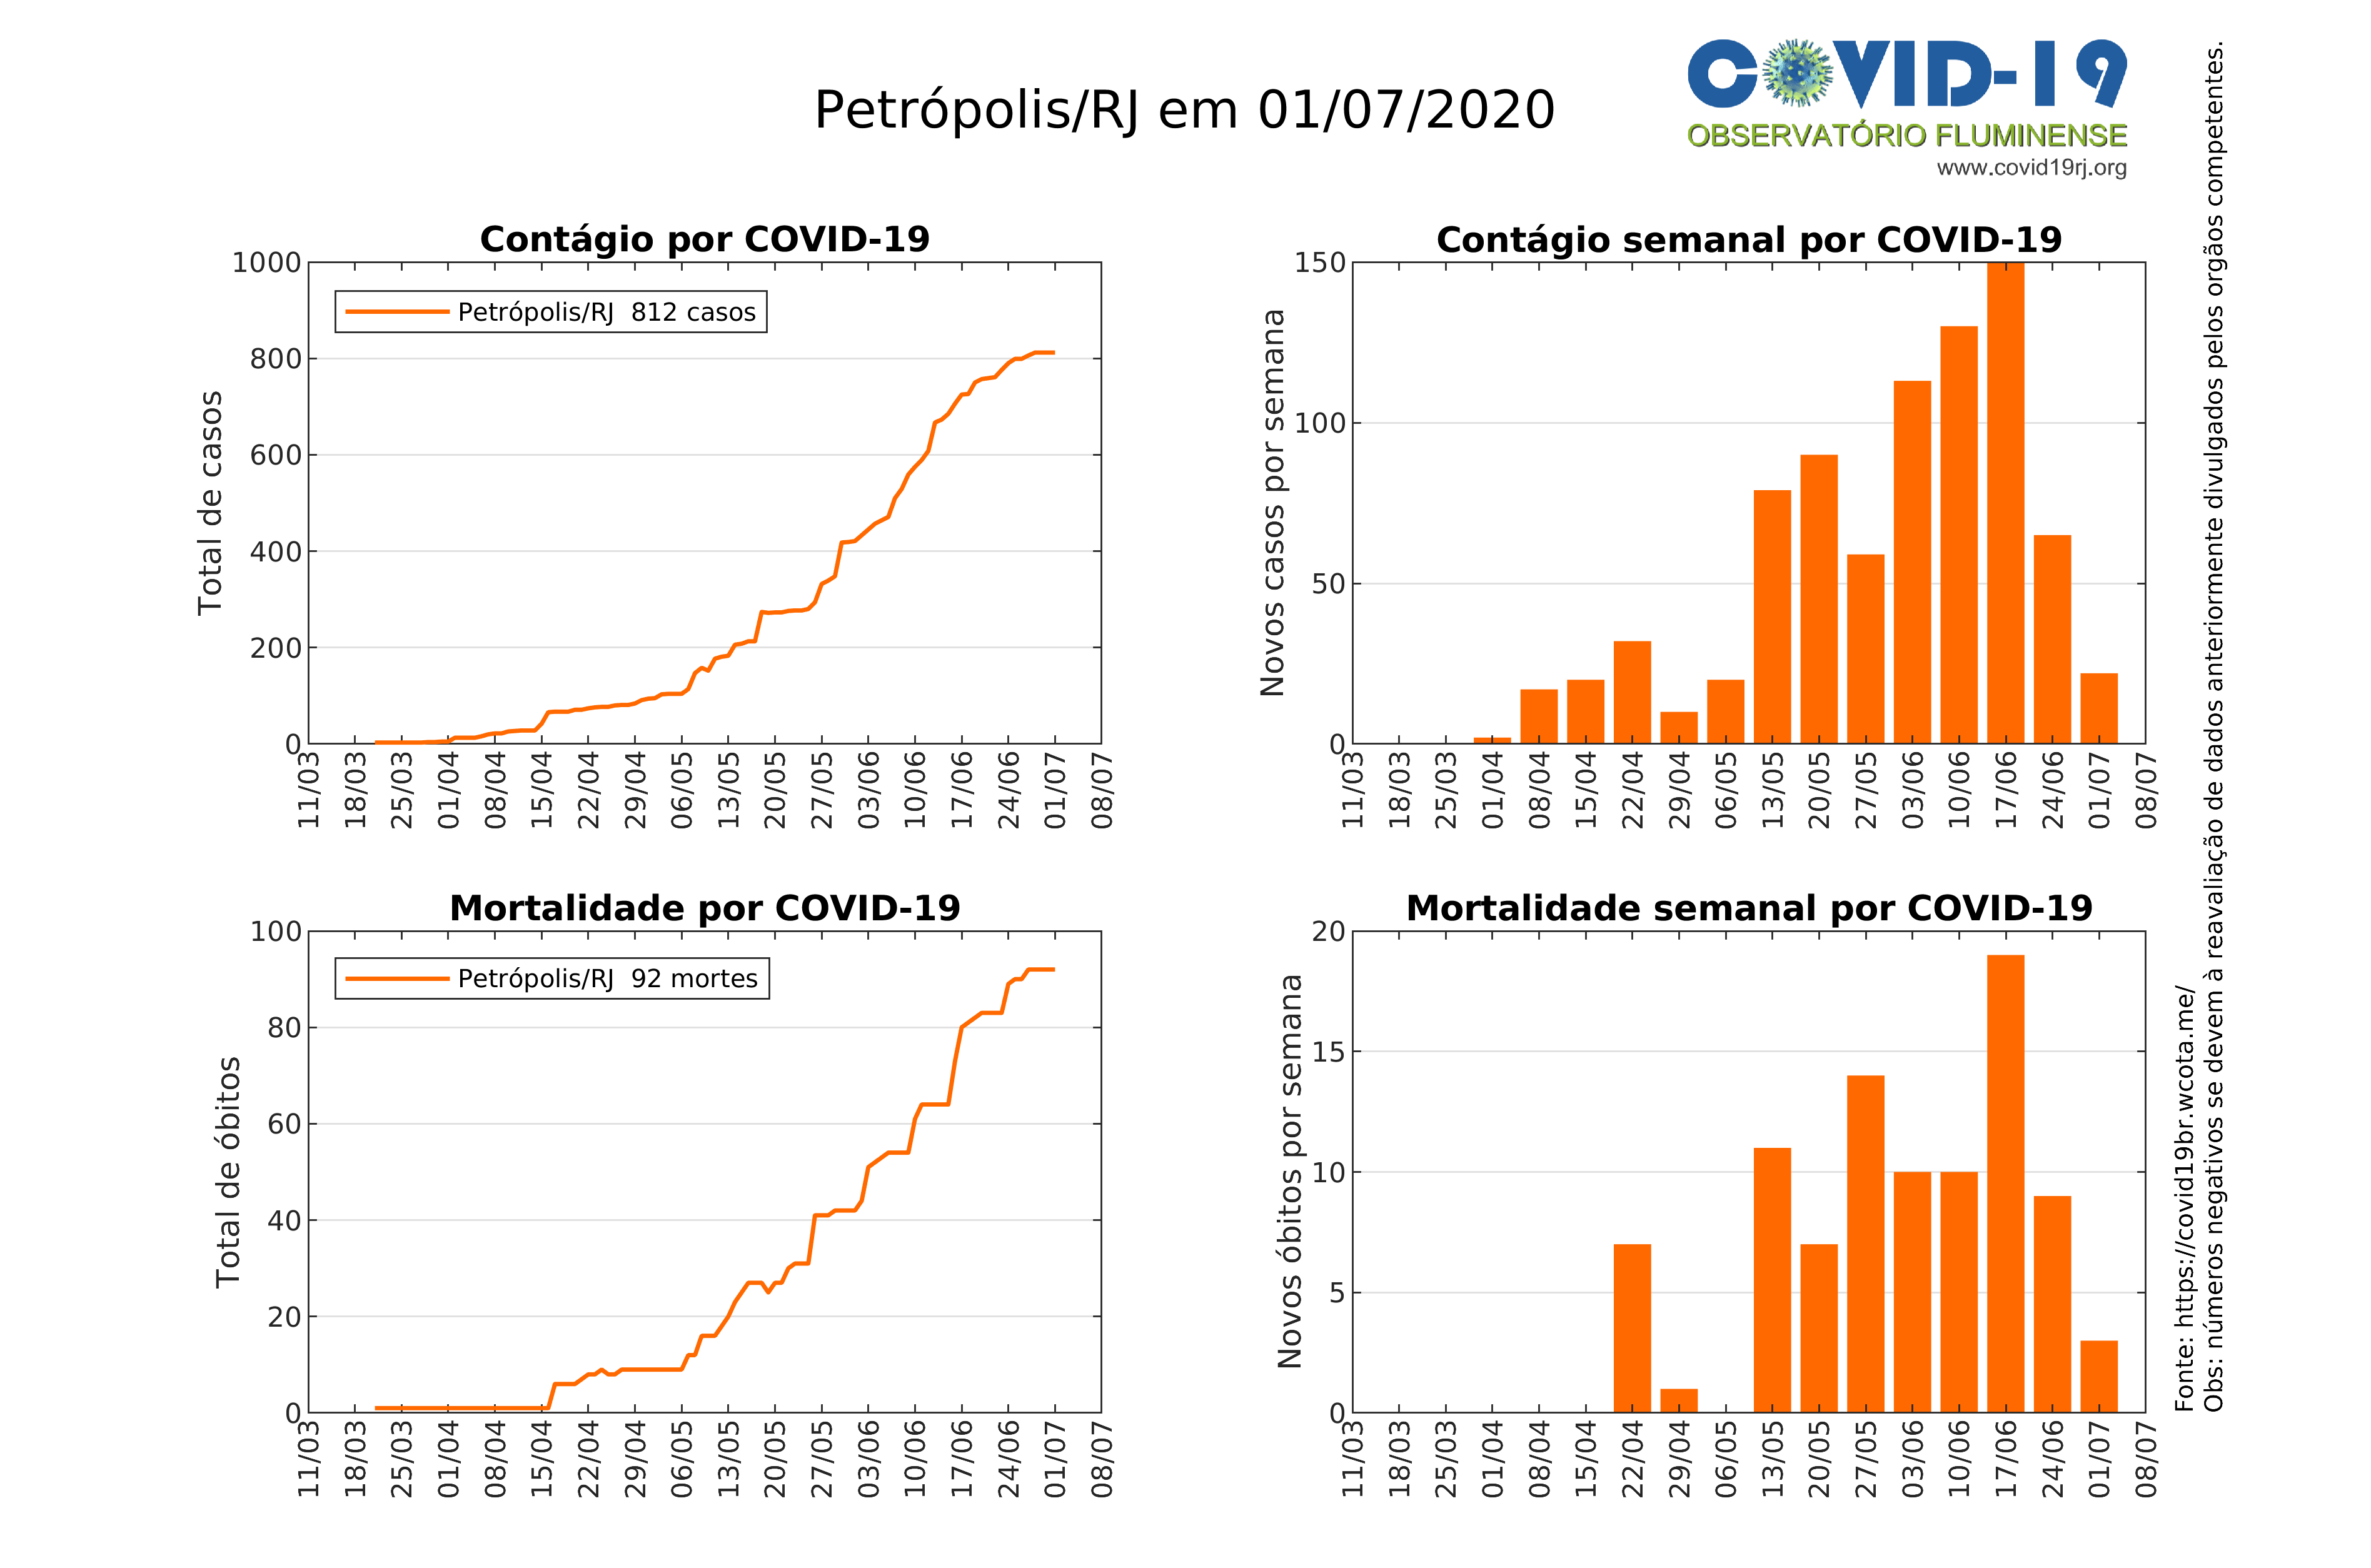 Petrópolis/RJ em 01/07/2020
COVID-19
OBSERVATÓRIO FLUMINENSE
www.covid19rj.org
Contágio por COVID-19
Total de casos
1000
800
600
400
200
0
Petrópolis/RJ 812 casos
11/03 18/03 25/03 01/04 08/04 15/04 22/04 29/04 06/05 13/05 20/05 27/05 03/06 10/06 17/06 24/06 01/07 08/07
Contágio semanal por COVID-19
Novos casos por semana
150
100
50
0
11/03 18/03 25/03 01/04 08/04 15/04 22/04 29/04 06/05 13/05 20/05 27/05 03/06 10/06 17/06 24/06 01/07 08/07
Mortalidade por COVID-19
Total de óbitos
100
80
60
40
20
0
Petrópolis/RJ 92 mortes
11/03 18/03 25/03 01/04 08/04 15/04 22/04 29/04 06/05 13/05 20/05 27/05 03/06 10/06 17/06 24/06 01/07 08/07
Mortalidade semanal por COVID-19
Novos óbitos por semana
20
15
10
5
0
11/03 18/03 25/03 01/04 08/04 15/04 22/04 29/04 06/05 13/05 20/05 27/05 03/06 10/06 17/06 24/06 01/07 08/07
Fonte: https://covid19br.wcota.me/
Obs: números negativos se devem à reavaliação de dados anteriormente divulgados pelos orgãos competentes.